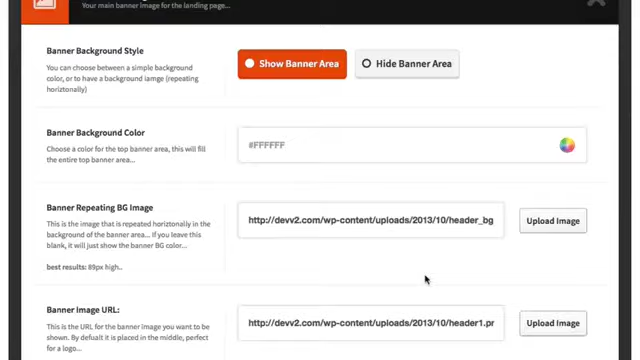 Your main banner image for the landing page...
Banner Background Style
You can choose between a simple background
color, or to have a background iamge (repeating
horiztonally)
Show Banner Area
Hide Banner Area
Banner Background Color
Choose a color for the top banner area, this will
fill the entire top banner area...
#FFFFFF
Banner Repeating BG Image
This is the image that is repeated horiztonally in the
background of the banner area... If you leave this
blank, it will just show the banner BG color...
best results: 89px high..
http://devv2.com/wp-content/uploads/2013/10/header_bg
Upload Image
Banner Image URL:
This is the URL for the banner image you want to be
shown. By defualt it is placed in the middle, perfect
for a logo...
http://devv2.com/wp-content/uploads/2013/10/header1.pr
Upload Image